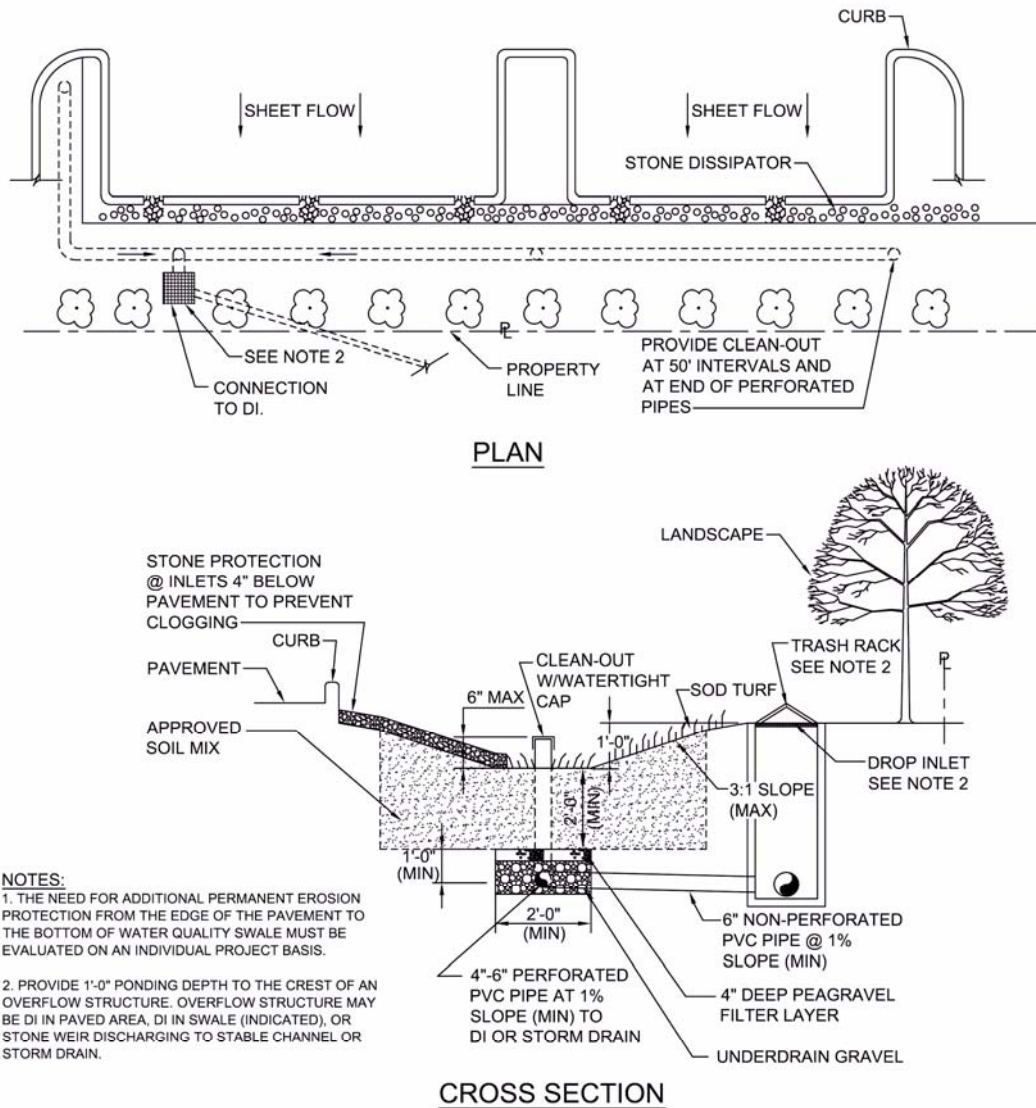 CURB
SHEET FLOW
SHEET FLOW
STONE DISSIPATOR
PL
SEE NOTE 2
CONNECTION
TO DI.
PROPERTY
LINE
PROVIDE CLEAN-OUT
AT 50' INTERVALS AND
AT END OF PERFORATED
PIPES
PLAN
LANDSCAPE
STONE PROTECTION
@ INLETS 4" BELOW
PAVEMENT TO PREVENT
CLOGGING
CURB
PAVEMENT
APPROVED
SOIL MIX
6" MAX
CLEAN-OUT
W/WATERTIGHT
CAP
SOD TURF
1'-0"
TRASH RACK
SEE NOTE 2
PL
DROP INLET
SEE NOTE 2
3:1 SLOPE
(MAX)
2'-0"
(MIN)
1'-0"
(MIN)
2'-0"
(MIN)
6" NON-PERFORATED
PVC PIPE @ 1%
SLOPE (MIN)
4"-6" PERFORATED
PVC PIPE AT 1%
SLOPE (MIN) TO
DI OR STORM DRAIN
4" DEEP PEAGRAVEL
FILTER LAYER
UNDERDRAIN GRAVEL
NOTES:
1. THE NEED FOR ADDITIONAL PERMANENT EROSION
PROTECTION FROM THE EDGE OF THE PAVEMENT TO
THE BOTTOM OF WATER QUALITY SWALE MUST BE
EVALUATED ON AN INDIVIDUAL PROJECT BASIS.
2. PROVIDE 1'-0" PONDING DEPTH TO THE CREST OF AN
OVERFLOW STRUCTURE. OVERFLOW STRUCTURE MAY
BE DI IN PAVED AREA, DI IN SWALE (INDICATED), OR
STONE WEIR DISCHARGING TO STABLE CHANNEL OR
STORM DRAIN.
CROSS SECTION